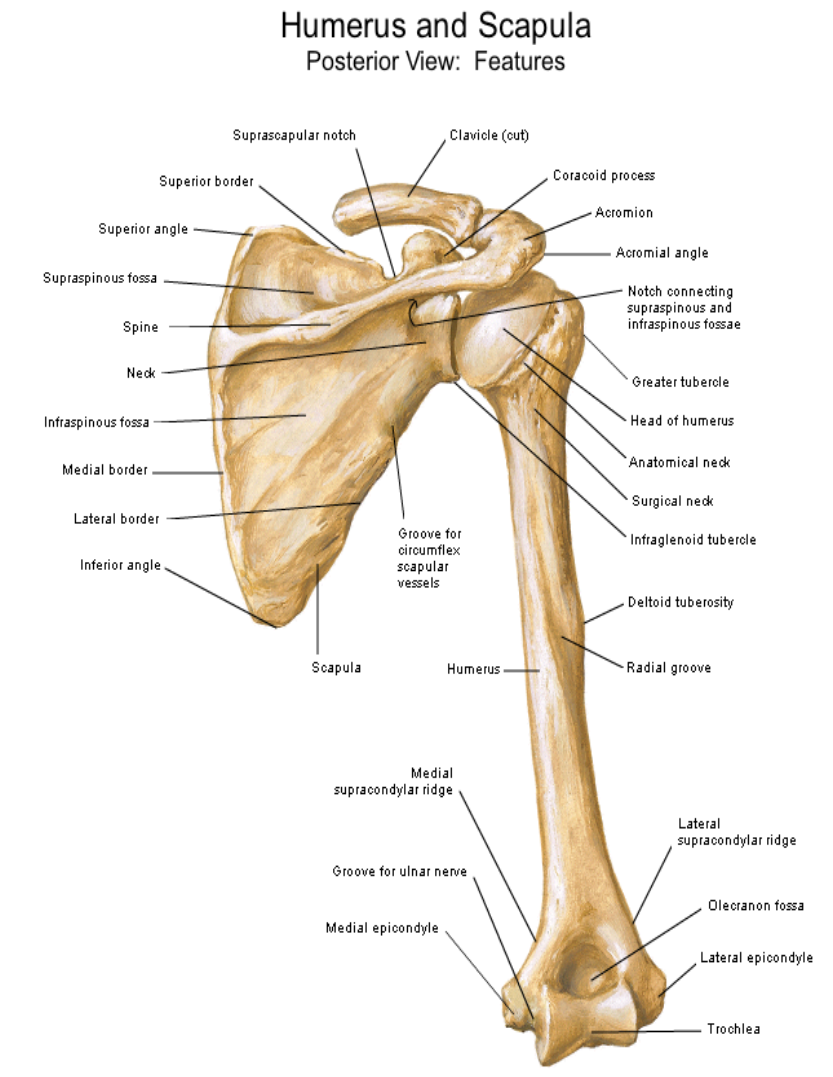 Humerus and Scapula
Posterior View:  Features
Suprascapular notch
Clavicle (cut)
Superior border
Coracoid process
Superior angle
Acromion
Acromial angle
Supraspinous fossa
Notch connecting
supraspinous and
infraspinous fossae
Spine
Neck
Greater tubercle
Infraspinous fossa
Head of humerus
Medial border
Anatomical neck
Lateral border
Surgical neck
Groove for
circumflex
scapular
vessels
Infraglenoid tubercle
Inferior angle
Deltoid tuberosity
Scapula
Humerus
Radial groove
Medial
supracondylar ridge
Lateral
supracondylar ridge
Groove for ulnar nerve
Olecranon fossa
Medial epicondyle
Lateral epicondyle
Trochlea